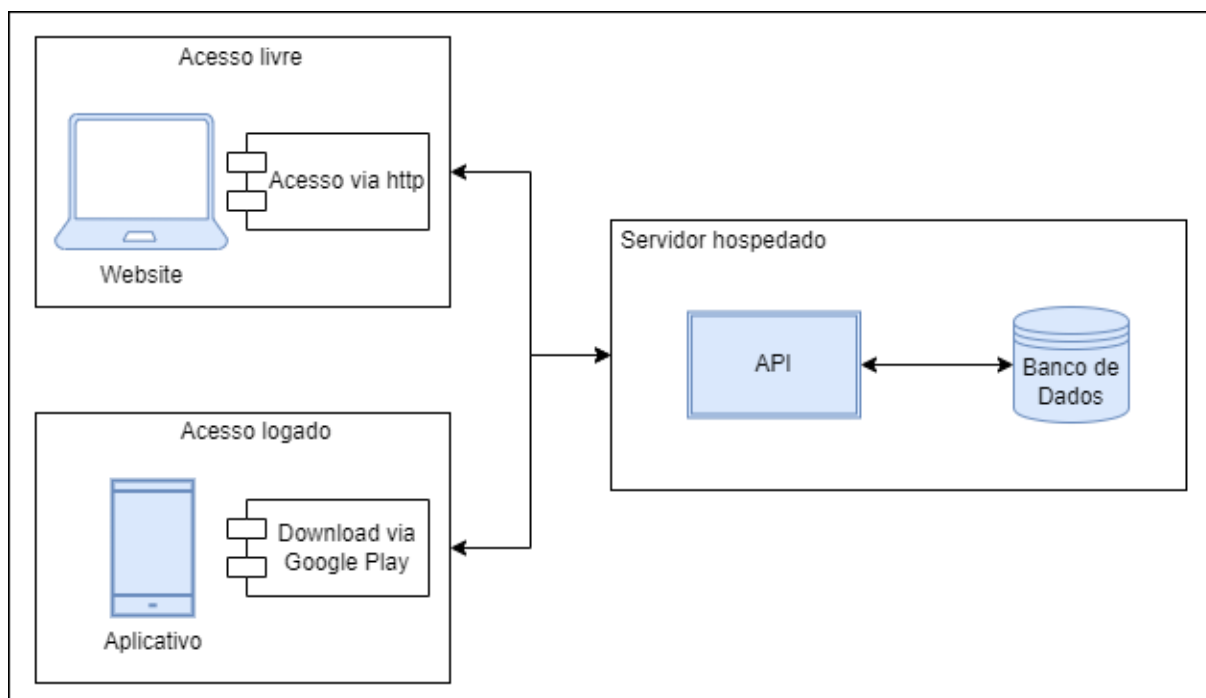 Acesso livre
Acesso via http
Website
Servidor hospedado
API
Banco de
Dados
Acesso logado
Download via
Google Play
Aplicativo